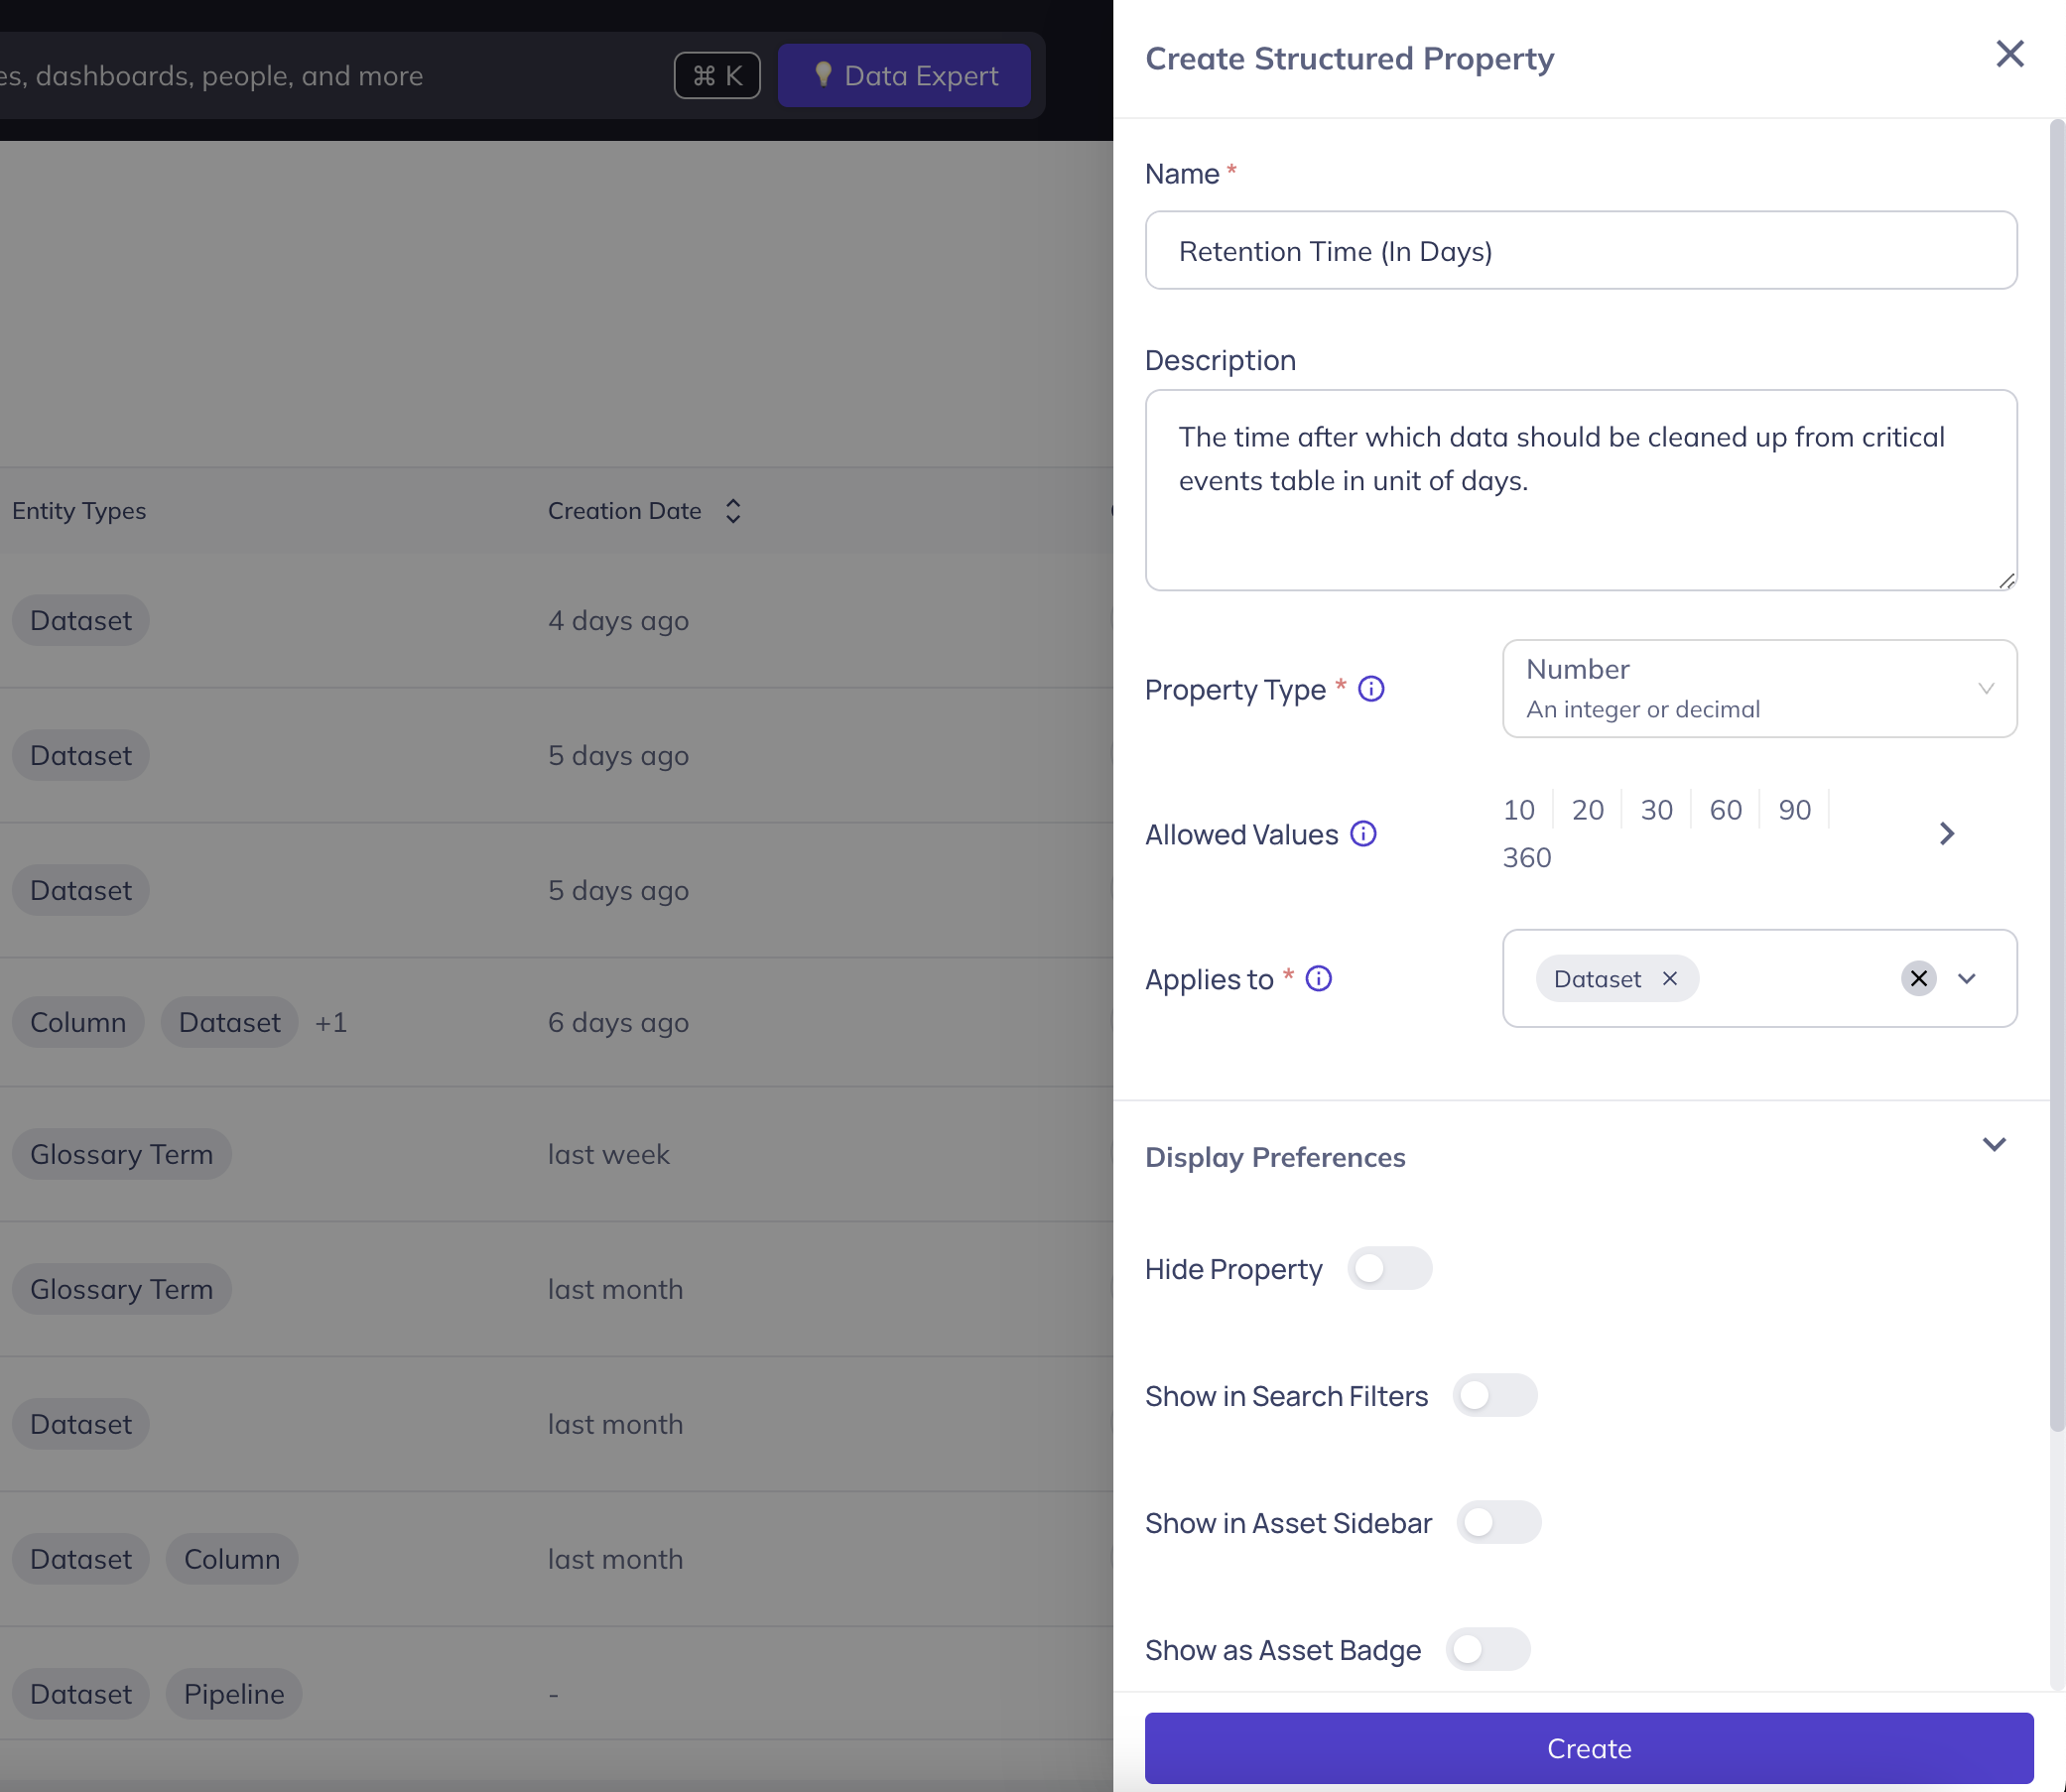 es, dashboards, people, and more
⌘ K
Data Expert
Entity Types
Creation Date
Dataset
4 days ago
Dataset
5 days ago
Dataset
5 days ago
Column Dataset +1
6 days ago
Glossary Term
last week
Glossary Term
last month
Dataset
last month
Dataset Column
last month
Dataset Pipeline
-
Create Structured Property
Name *
Retention Time (In Days)
Description
The time after which data should be cleaned up from critical
events table in unit of days.
Property Type *
Number
An integer or decimal
Allowed Values
10 20 30 60 90
360
Applies to *
Dataset
Display Preferences
Hide Property
Show in Search Filters
Show in Asset Sidebar
Show as Asset Badge
Create